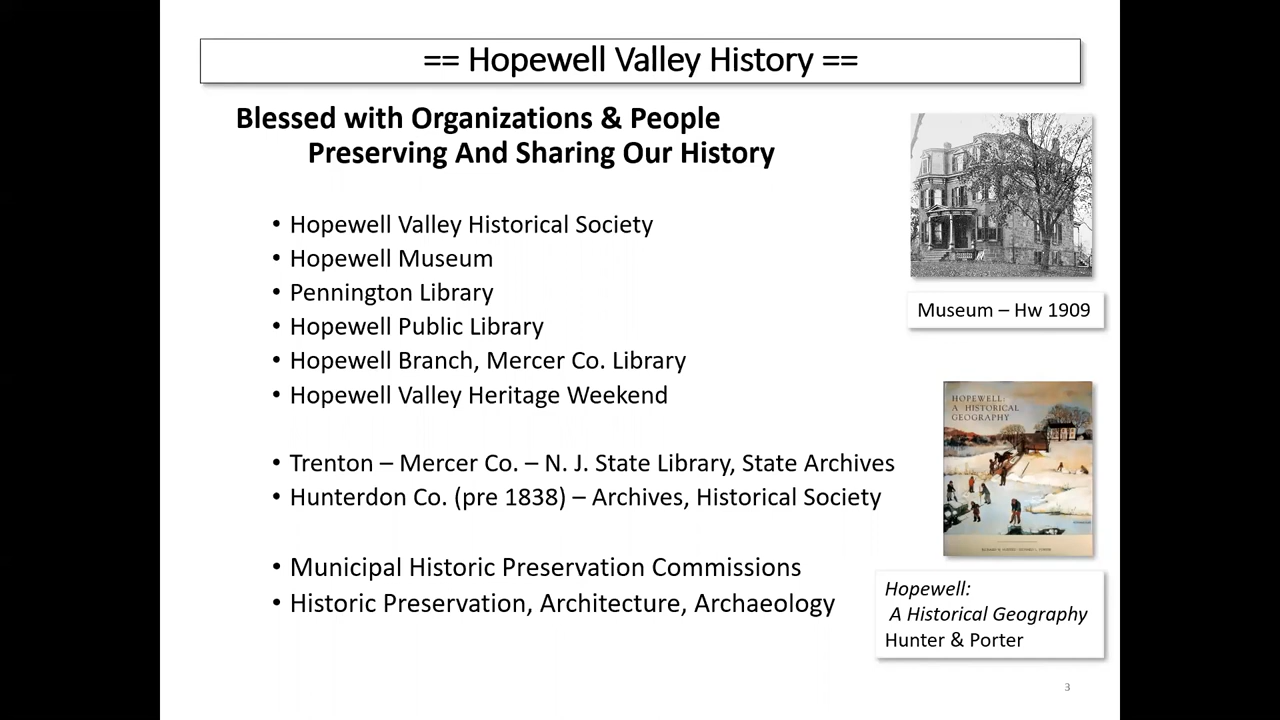 == Hopewell Valley History ==
Blessed with Organizations & People
Preserving And Sharing Our History
• Hopewell Valley Historical Society
• Hopewell Museum
• Pennington Library
• Hopewell Public Library
• Hopewell Branch, Mercer Co. Library
• Hopewell Valley Heritage Weekend
• Trenton – Mercer Co. – N. J. State Library, State Archives
• Hunterdon Co. (pre 1838) – Archives, Historical Society
• Municipal Historic Preservation Commissions
• Historic Preservation, Architecture, Archaeology
Museum – Hw 1909
HOPEWELL:
A HISTORICAL
GEOGRAPHY
Hopewell:
A Historical Geography
Hunter & Porter
3